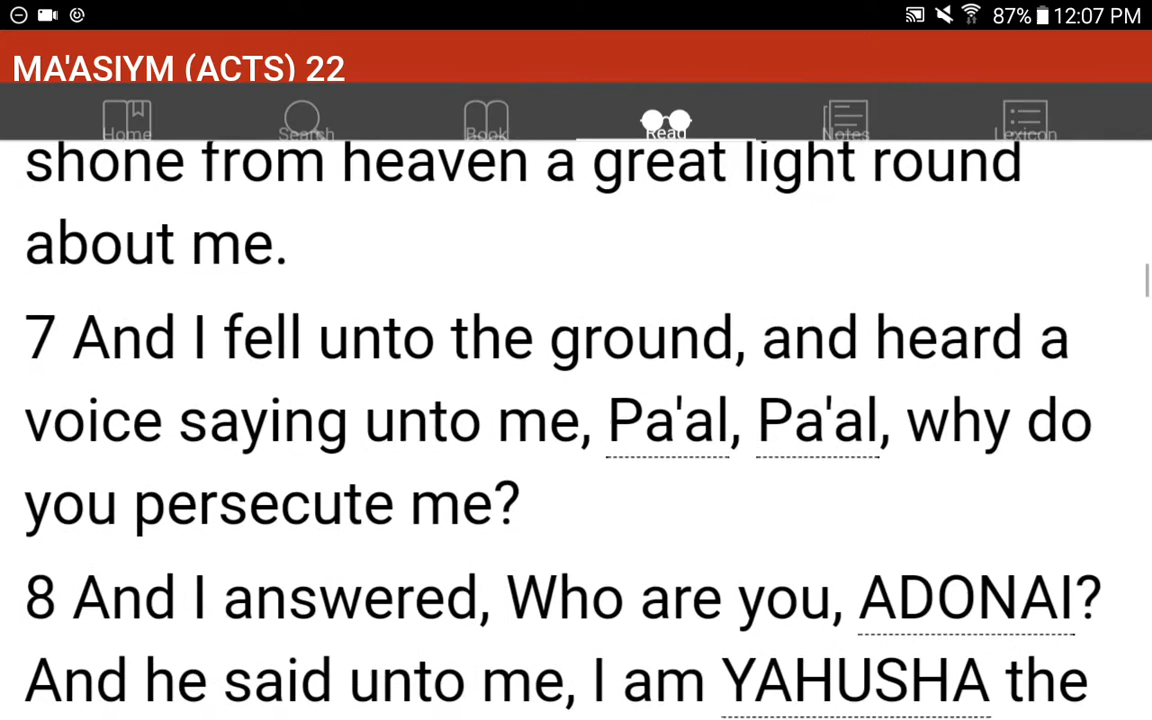 87% 12:07 PM
MA'ASIYM (ACTS) 22
Home Search Book Read Notes Lexicon
shone from heaven a great light round
about me.
7 And I fell unto the ground, and heard a
voice saying unto me, Pa'al, Pa'al, why do
you persecute me?
8 And I answered, Who are you, ADONAI?
And he said unto me, I am YAHUSHA the